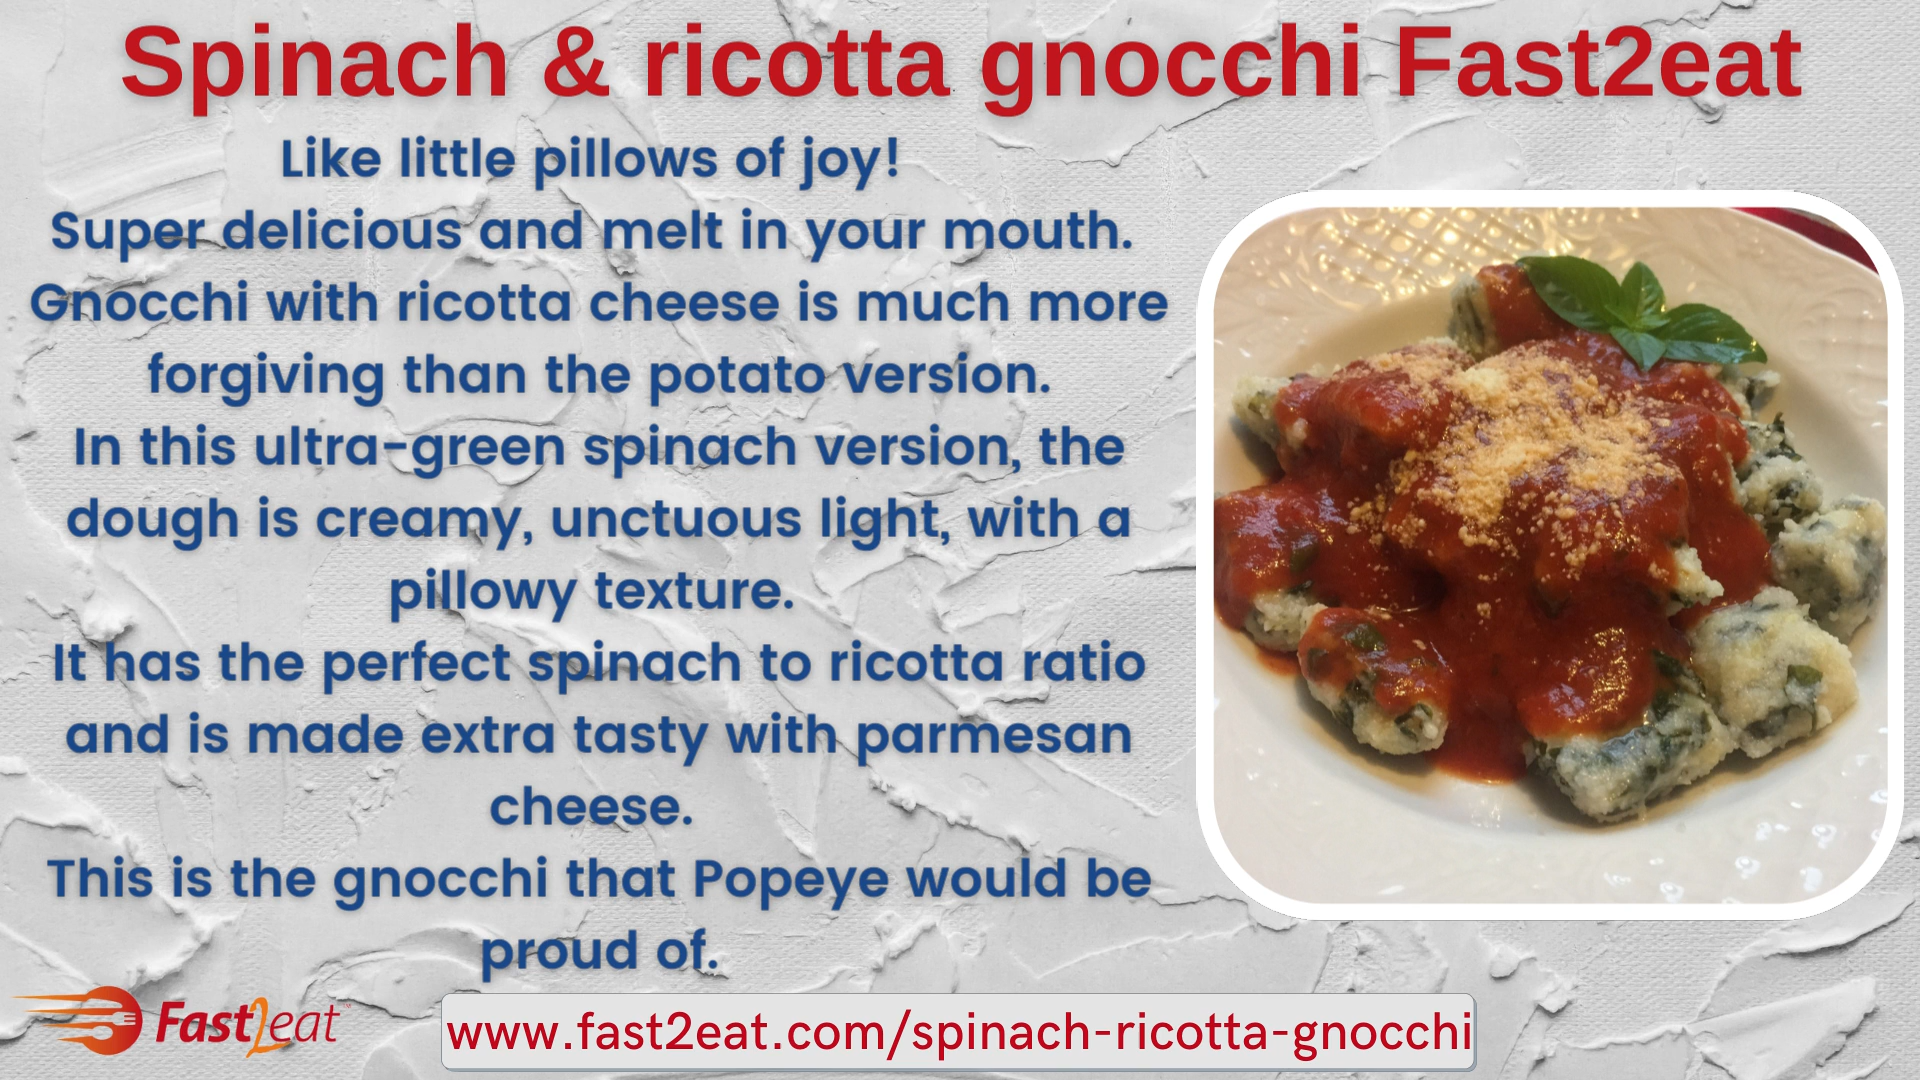 Spinach & ricotta gnocchi Fast2eat
Like little pillows of joy!
Super delicious and melt in your mouth.
Gnocchi with ricotta cheese is much more
forgiving than the potato version.
In this ultra-green spinach version, the
dough is creamy, unctuous light, with a
pillowy texture.
It has the perfect spinach to ricotta ratio
and is made extra tasty with parmesan
cheese.
This is the gnocchi that Popeye would be
proud of.
Fast2eat
www.fast2eat.com/spinach-ricotta-gnocchi